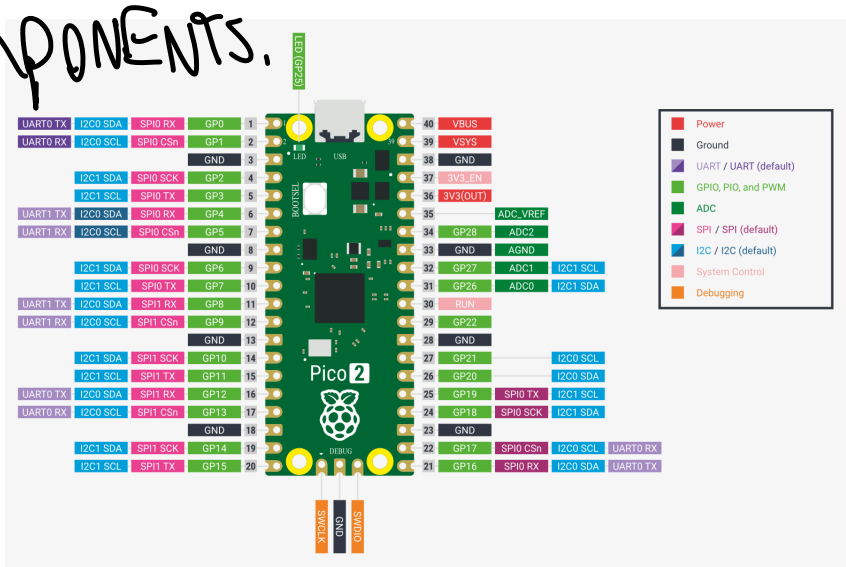 PONENTS.
LED (GP25)
UART0 TX I2C0 SDA SPI0 RX GP0 1
UART0 RX I2C0 SCL SPI0 CSn GP1 2
GND 3
I2C1 SDA SPI0 SCK GP2 4
I2C1 SCL SPI0 TX GP3 5
UART1 TX I2C0 SDA SPI0 RX GP4 6
UART1 RX I2C0 SCL SPI0 CSn GP5 7
GND 8
I2C1 SDA SPI0 SCK GP6 9
I2C1 SCL SPI0 TX GP7 10
UART1 TX I2C0 SDA SPI1 RX GP8 11
UART1 RX I2C0 SCL SPI1 CSn GP9 12
GND 13
I2C1 SDA SPI1 SCK GP10 14
I2C1 SCL SPI1 TX GP11 15
UART0 TX I2C0 SDA SPI1 RX GP12 16
UART0 RX I2C0 SCL SPI1 CSn GP13 17
GND 18
I2C1 SDA SPI1 SCK GP14 19
I2C1 SCL SPI1 TX GP15 20
1
2
39
LED
USB
BOOTSEL
Pico 2
DEBUG
SWCLK
GND
SWDIO
40 VBUS
39 VSYS
38 GND
37 3V3_EN
36 3V3(OUT)
35 ADC_VREF
34 GP28 ADC2
33 GND AGND
32 GP27 ADC1 I2C1 SCL
31 GP26 ADC0 I2C1 SDA
30 RUN
29 GP22
28 GND
27 GP21 I2C0 SCL
26 GP20 I2C0 SDA
25 GP19 SPI0 TX I2C1 SCL
24 GP18 SPI0 SCK I2C1 SDA
23 GND
22 GP17 SPI0 CSn I2C0 SCL UART0 RX
21 GP16 SPI0 RX I2C0 SDA UART0 TX
Power
Ground
UART / UART (default)
GPIO, PIO, and PWM
ADC
SPI / SPI (default)
I2C / I2C (default)
System Control
Debugging